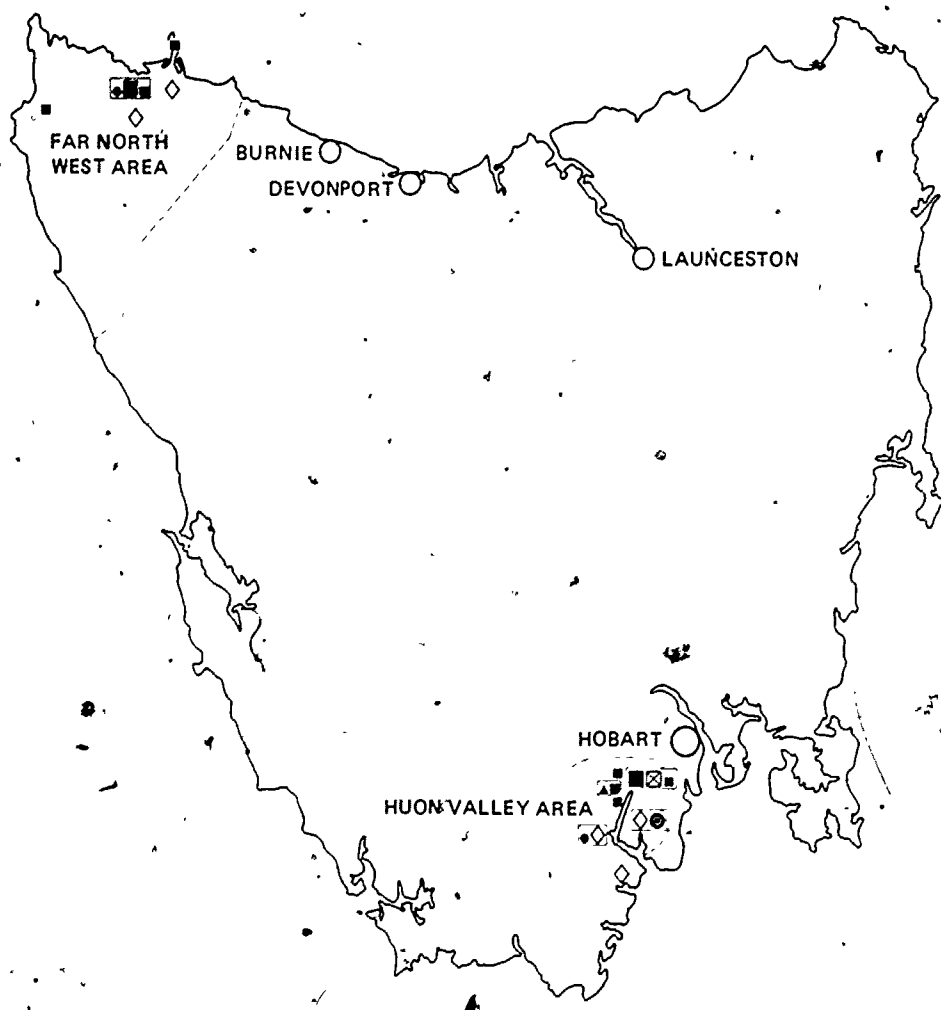 FAR NORTH
WEST AREA
BURNIE
DEVONPORT
LAUNCESTON
HOBART
HUON VALLEY AREA